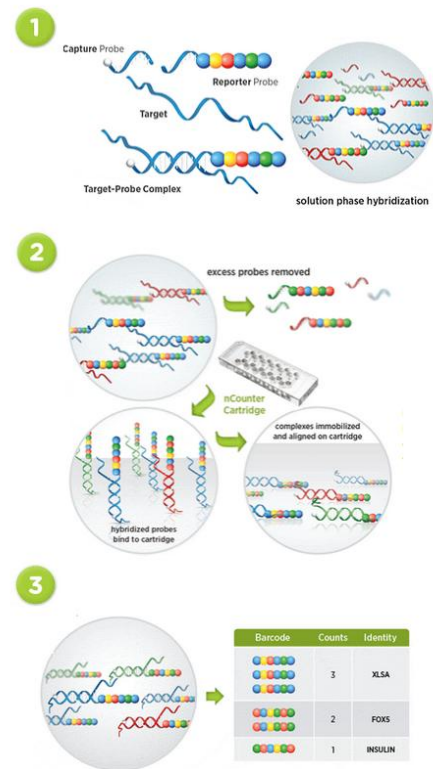 1
Capture Probe
Reporter Probe
Target
Target-Probe Complex
solution phase hybridization
2
excess probes removed
nCounter
Cartridge
hybridized probes
bind to cartridge
complexes immobilized
and aligned on cartridge
3
Barcode Counts Identity
3 XLSA
2 FOX5
1 INSULIN